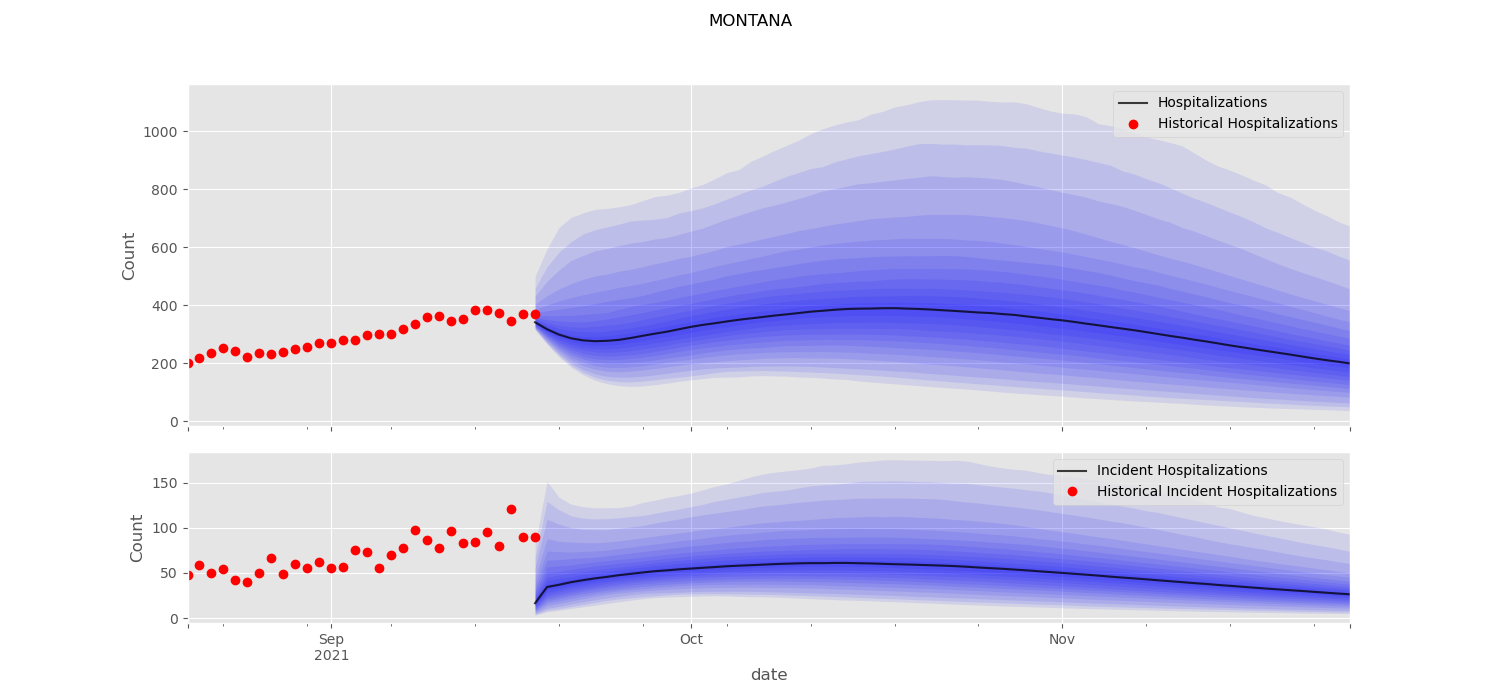 MONTANA
Hospitalizations
Historical Hospitalizations
1000
800
600
400
200
0
Count
Incident Hospitalizations
Historical Incident Hospitalizations
150
100
50
0
Count
Sep
2021
Oct
Nov
date